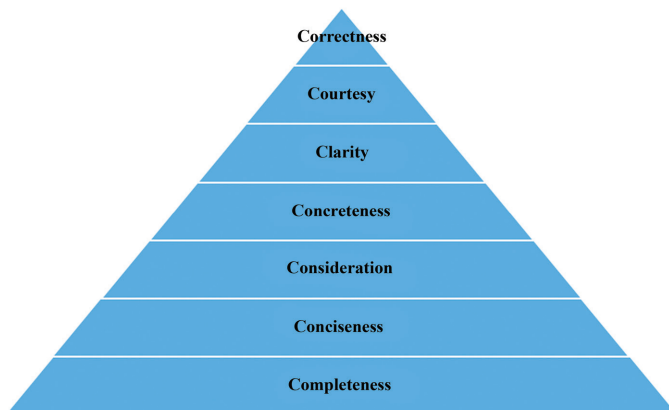 Correctness
Courtesy
Clarity
Concreteness
Consideration
Conciseness
Completeness